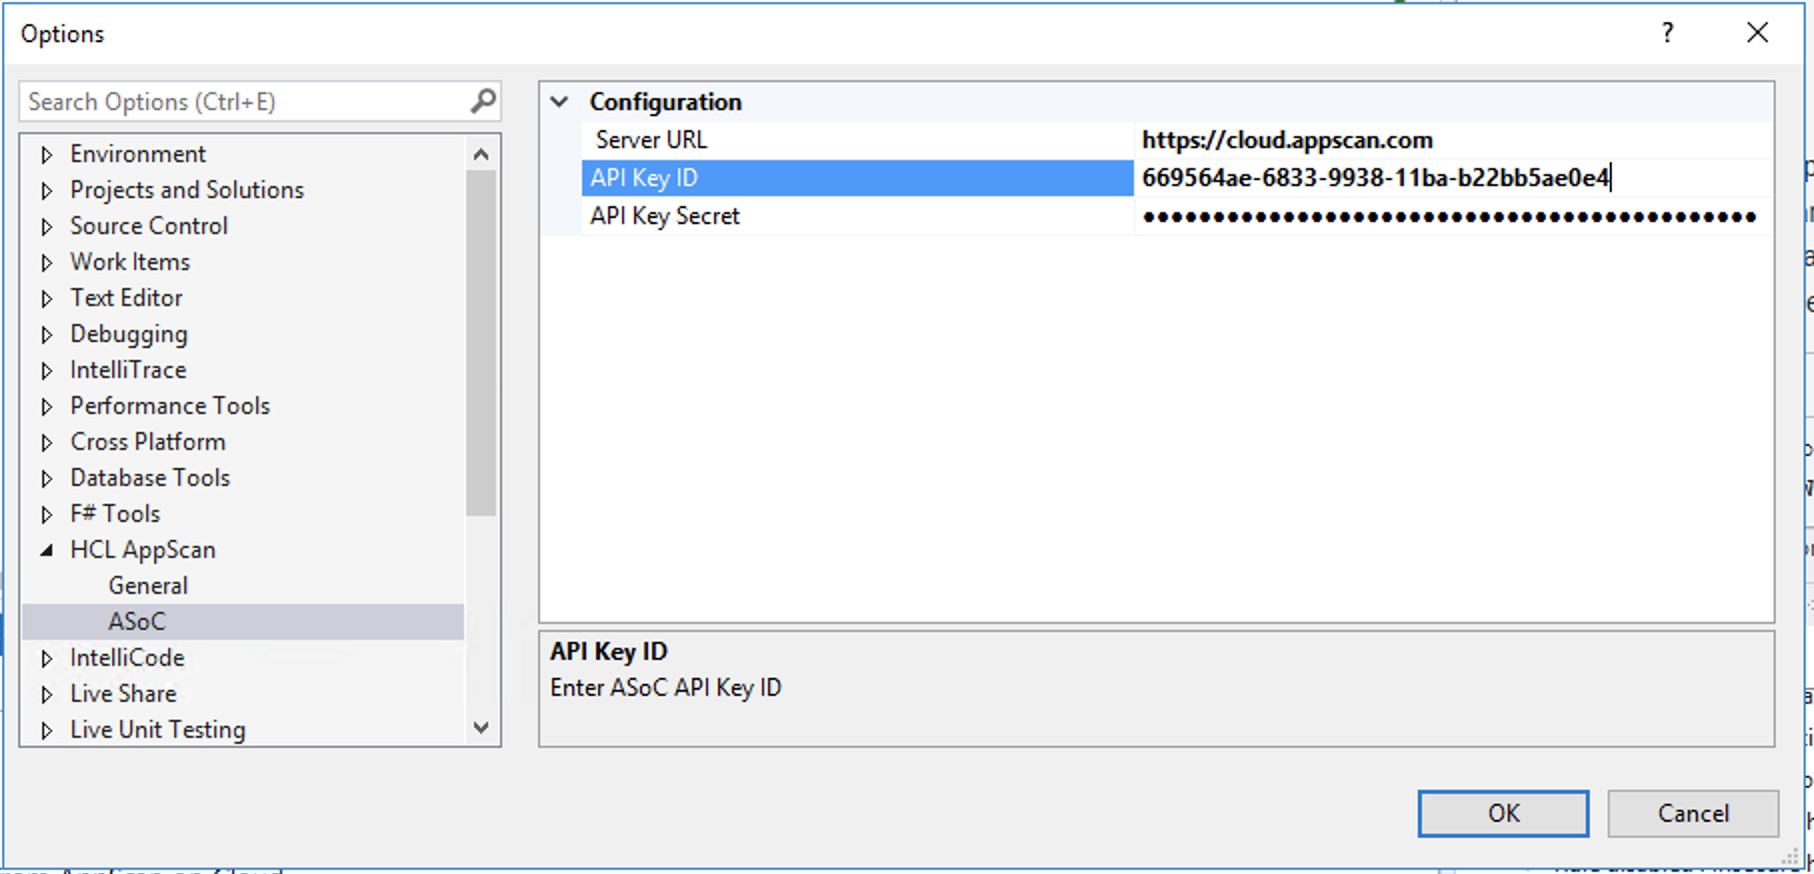 Options
?
Search Options (Ctrl+E)
Environment
Projects and Solutions
Source Control
Work Items
Text Editor
Debugging
IntelliTrace
Performance Tools
Cross Platform
Database Tools
F# Tools
HCL AppScan
General
ASoC
IntelliCode
Live Share
Live Unit Testing
Configuration
Server URL https://cloud.appscan.com
API Key ID 669564ae-6833-9938-11ba-b22bb5ae0e4
API Key Secret ●●●●●●●●●●●●●●●●●●●●●●●●●●●●●●●●●●●●●●●●●●●●
API Key ID
Enter ASoC API Key ID
OK
Cancel